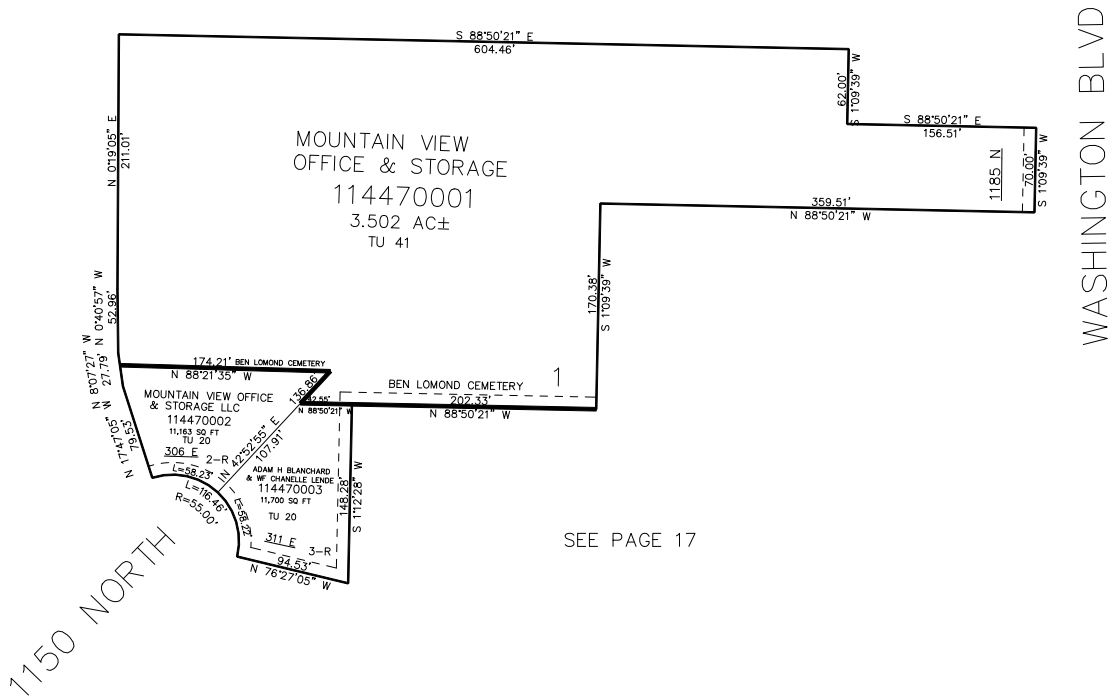 S 88°50'21" E
604.46'
WASHINGTON BLVD
62.00'
S 1°09'39" W
S 88°50'21" E
156.51'
1185 N
70.00'
S 1°09'39" W
N 0°19'05" E
211.01'
MOUNTAIN VIEW
OFFICE & STORAGE
114470001
3.502 AC±
TU 41
359.51'
N 88°50'21" W
170.38'
S 1°09'39" W
N 0°40'57" W
52.96'
N 8°07'27" W
27.79'
N 17°47'05" W
79.53'
174.21' BEN LOMOND CEMETERY
N 88°21'35" W
136.86'
1
BEN LOMOND CEMETERY
202.33'
N 88°50'21" W
42.55'
N 88°50'21" W
MOUNTAIN VIEW OFFICE
& STORAGE LLC
114470002
11,163 SQ FT
TU 20
306 E
2-R
L=58.23'
L=116.46'
R=55.00'
IN 42°52'55" E
107.91'
ADAM H BLANCHARD
& WF CHANELLE LENDE
114470003
11,700 SQ FT
TU 20
311 E
3-R
L=58.22'
148.28'
S 1°12'28" W
94.53'
N 76°27'05" W
SEE PAGE 17
1150 NORTH